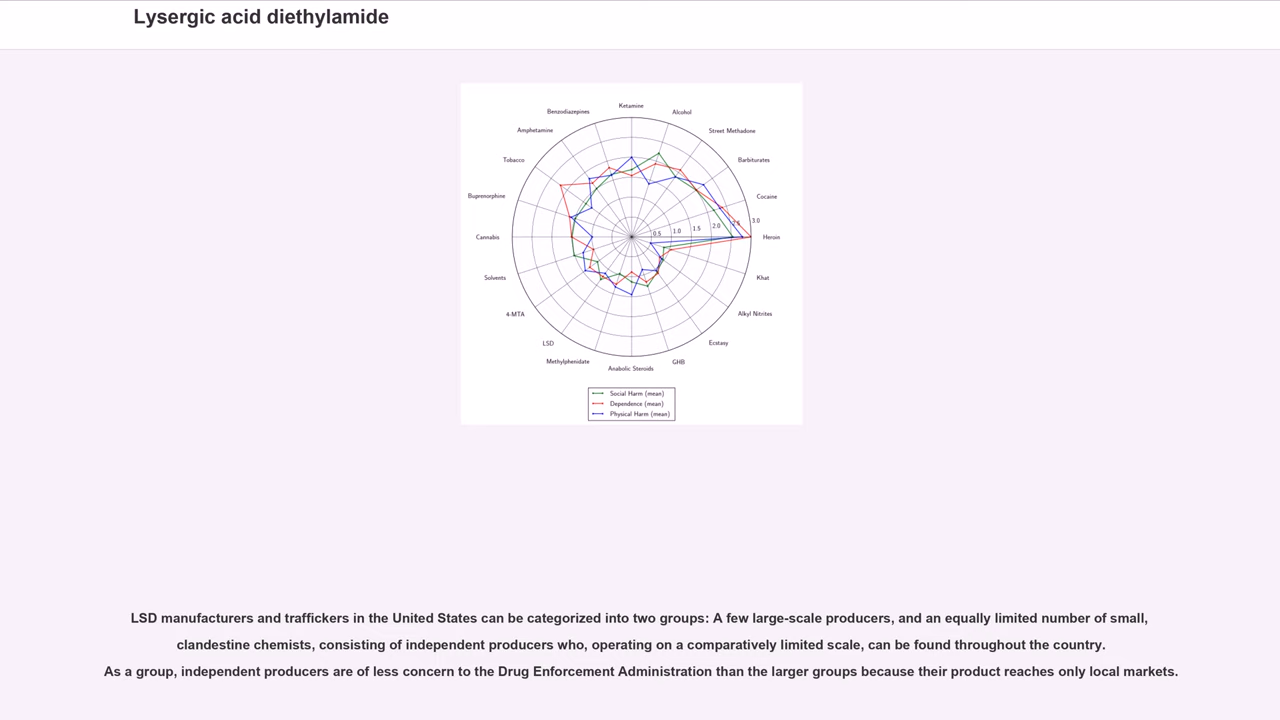 Lysergic acid diethylamide
Ketamine
Benzodiazepines
Alcohol
Amphetamine
Street Methadone
Tobacco
Barbiturates
Buprenorphine
Cocaine
3.0
2.5
2.0
1.5
1.0
0.5
Cannabis
Heroin
Solvents
Khat
4-MTA
Alkyl Nitrites
LSD
Ecstasy
Methylphenidate
GHB
Anabolic Steroids
Social Harm (mean)
Dependence (mean)
Physical Harm (mean)
LSD manufacturers and traffickers in the United States can be categorized into two groups: A few large-scale producers, and an equally limited number of small,
clandestine chemists, consisting of independent producers who, operating on a comparatively limited scale, can be found throughout the country.
As a group, independent producers are of less concern to the Drug Enforcement Administration than the larger groups because their product reaches only local markets.